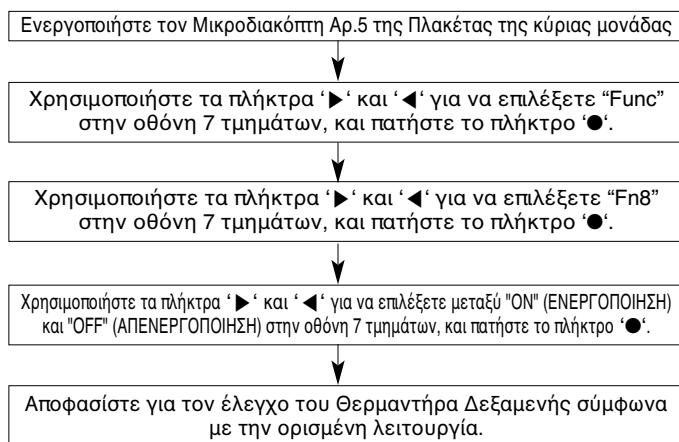 Ενεργοποιήστε τον Μικροδιακόπτη Αρ.5 της Πλακέτας της κύριας μονάδας
Χρησιμοποιήστε τα πλήκτρα ‘▶‘ και ‘◀‘ για να επιλέξετε “Func”
στην οθόνη 7 τμημάτων, και πατήστε το πλήκτρο ‘●‘.
Χρησιμοποιήστε τα πλήκτρα ‘▶‘ και ‘◀‘ για να επιλέξετε “Fn8”
στην οθόνη 7 τμημάτων, και πατήστε το πλήκτρο ‘●‘.
Χρησιμοποιήστε τα πλήκτρα ‘▶‘ και ‘◀‘ για να επιλέξετε μεταξύ "ON" (ΕΝΕΡΓΟΠΟΙΗΣΗ)
και "OFF" (ΑΠΕΝΕΡΓΟΠΟΙΗΣΗ) στην οθόνη 7 τμημάτων, και πατήστε το πλήκτρο ‘●‘.
Αποφασίστε για τον έλεγχο του Θερμαντήρα Δεξαμενής σύμφωνα
με την ορισμένη λειτουργία.